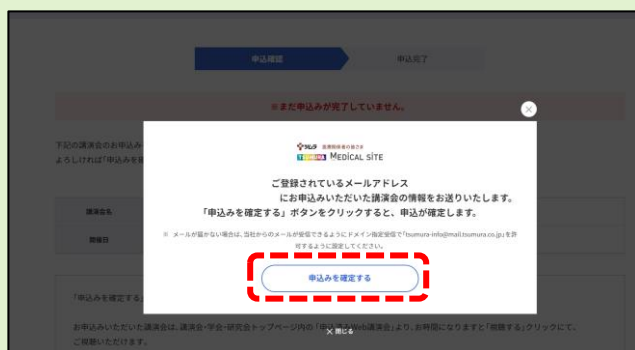 申込確認
申込完了
※まだ申込みが完了していません。
下記の講演会のお申込み
よろしければ「申込みを確
講演会名
開催日
ツムラ 医療関係者の皆さま
TSUMURA MEDICAL SITE
ご登録されているメールアドレス
にお申込みいただいた講演会の情報をお送りいたします。
「申込みを確定する」ボタンをクリックすると、申込が確定します。
※ メールが届かない場合は、当社からのメールが受信できるようにドメイン指定受信で「tsumura-info@mail.tsumura.co.jp」を許
可するように設定してください。
申込みを確定する
× 閉じる
「申込みを確定する」
お申込みいただいた講演会は、講演会・学会・研究会トップページ内の「申込済みWeb講演会」より、お時間になりますと「視聴する」クリックにて、
ご視聴いただけます。